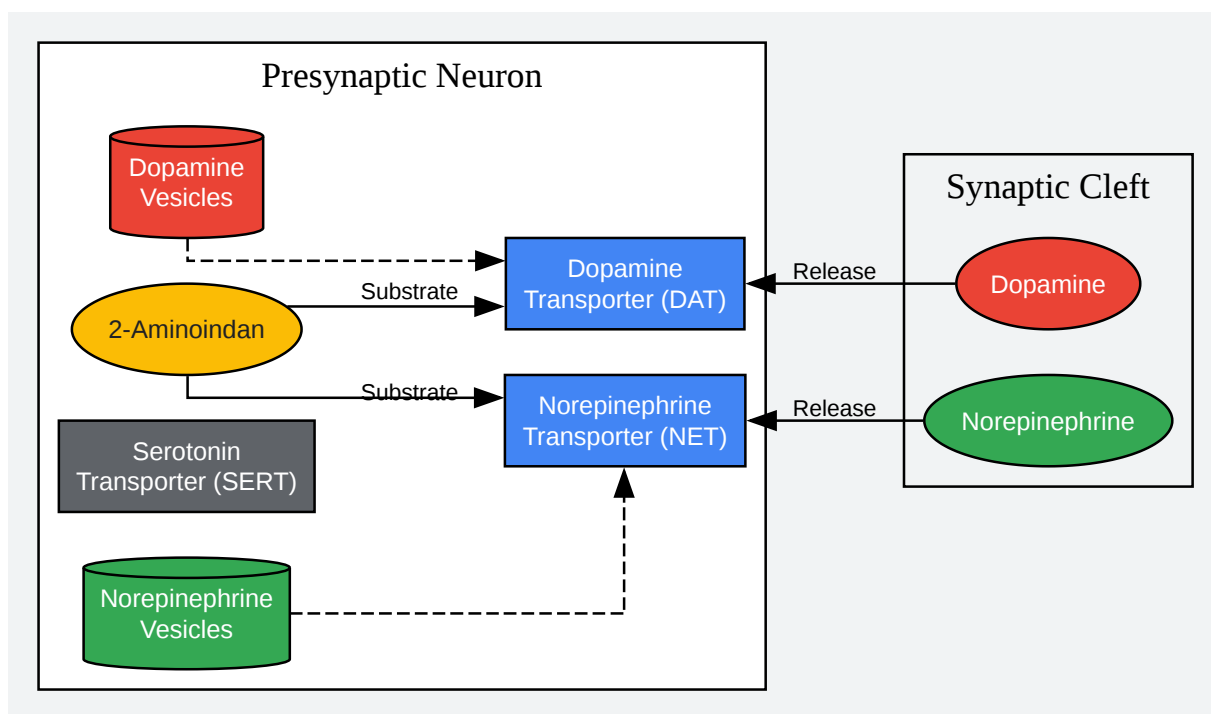 Presynaptic Neuron
Dopamine
Vesicles
Substrate
2-Aminoindan
Substrate
Serotonin
Transporter (SERT)
Norepinephrine
Vesicles
Dopamine
Transporter (DAT)
Norepinephrine
Transporter (NET)
Release
Release
Synaptic Cleft
Dopamine
Norepinephrine